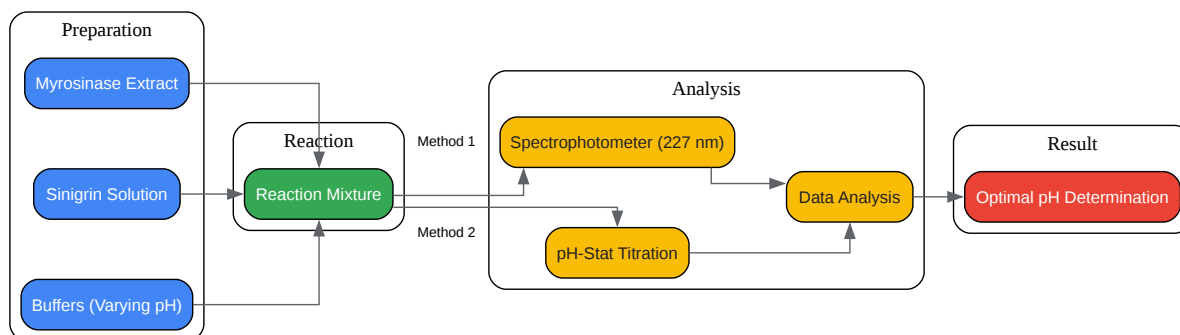 Preparation
Myrosinase Extract
Sinigrin Solution
Buffers (Varying pH)
Reaction
Reaction Mixture
Method 1
Method 2
Analysis
Spectrophotometer (227 nm)
pH-Stat Titration
Data Analysis
Result
Optimal pH Determination